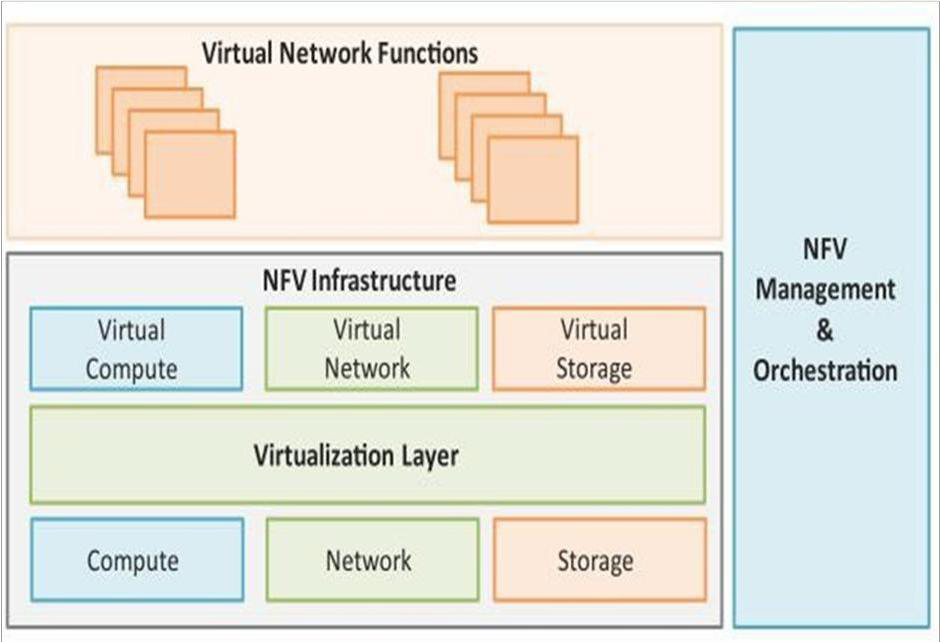 Virtual Network Functions
NFV Infrastructure
Virtual
Compute
Virtual
Network
Virtual
Storage
Virtualization Layer
Compute
Network
Storage
NFV
Management
&
Orchestration